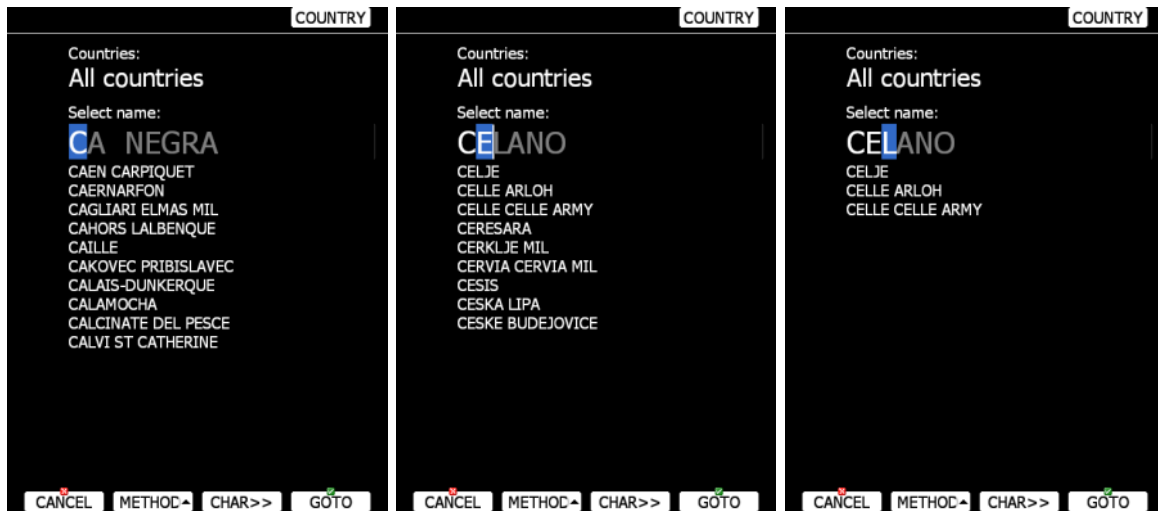 COUNTRY
Countries:
All countries
Select name:
CA NEGRA
CAEN CARPIQUET
CAERNARFON
CAGLIARI ELMAS MIL
CAHORS LALBENQUE
CAILLE
CAKOVEC PRIBISLAVEC
CALAIS-DUNKERQUE
CALAMOCHA
CALCINATE DEL PESCE
CALVI ST CATHERINE
CANCEL METHOD CHAR>> GOTO
COUNTRY
Countries:
All countries
Select name:
CELANO
CELJE
CELLE ARLOH
CELLE CELLE ARMY
CERESARA
CERKLJE MIL
CERVIA CERVIA MIL
CESIS
CESKA LIPA
CESKE BUDEJOVICE
CANCEL METHOD CHAR>> GOTO
COUNTRY
Countries:
All countries
Select name:
CELANO
CELJE
CELLE ARLOH
CELLE CELLE ARMY
CANCEL METHOD CHAR>> GOTO